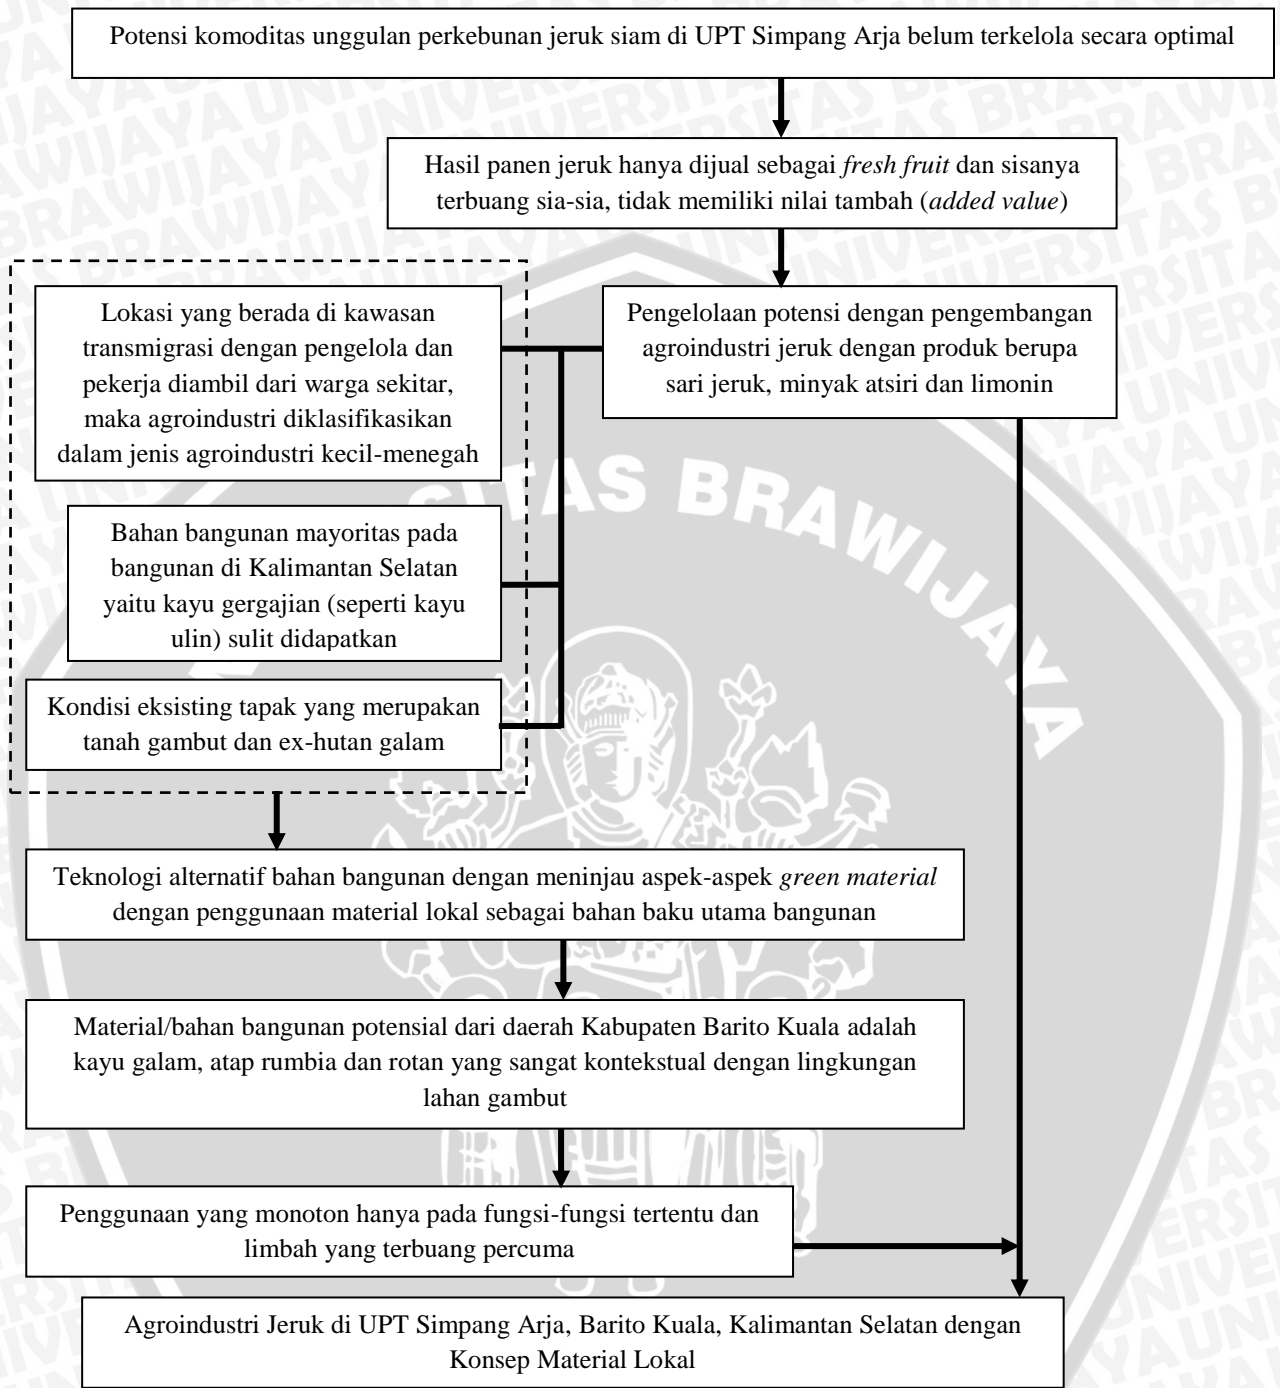 Potensi komoditas unggulan perkebunan jeruk siam di UPT Simpang Arja belum terkelola secara optimal
Hasil panen jeruk hanya dijual sebagai fresh fruit dan sisanya
terbuang sia-sia, tidak memiliki nilai tambah (added value)
Lokasi yang berada di kawasan
transmigrasi dengan pengelola dan
pekerja diambil dari warga sekitar,
maka agroindustri diklasifikasikan
dalam jenis agroindustri kecil-menegah
Pengelolaan potensi dengan pengembangan
agroindustri jeruk dengan produk berupa
sari jeruk, minyak atsiri dan limonin
Bahan bangunan mayoritas pada
bangunan di Kalimantan Selatan
yaitu kayu gergajian (seperti kayu
ulin) sulit didapatkan
Kondisi eksisting tapak yang merupakan
tanah gambut dan ex-hutan galam
Teknologi alternatif bahan bangunan dengan meninjau aspek-aspek green material
dengan penggunaan material lokal sebagai bahan baku utama bangunan
Material/bahan bangunan potensial dari daerah Kabupaten Barito Kuala adalah
kayu galam, atap rumbia dan rotan yang sangat kontekstual dengan lingkungan
lahan gambut
Penggunaan yang monoton hanya pada fungsi-fungsi tertentu dan
limbah yang terbuang percuma
Agroindustri Jeruk di UPT Simpang Arja, Barito Kuala, Kalimantan Selatan dengan
Konsep Material Lokal
SITAS BRAWIJAYA